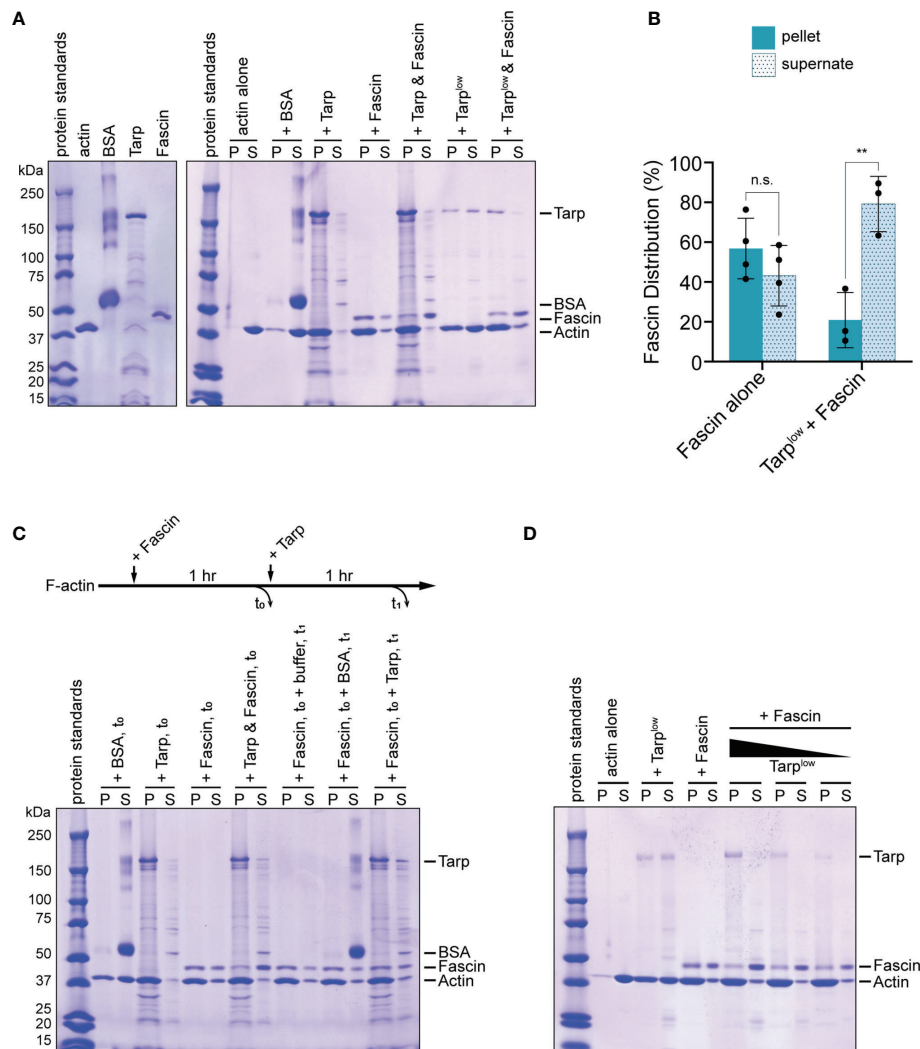 A
protein standards
actin
BSA
Tarp
Fascin
protein standards
actin alone
+ BSA
+ Tarp
+ Fascin
+ Tarp & Fascin
+ Tarp^low
+ Tarp^low & Fascin
P S P S P S P S P S P S P S
kDa
250
150
100
75
50
37
25
20
15
Tarp
BSA
Fascin
Actin
B
pellet
supernate
Fascin Distribution (%)
100
80
60
40
20
0
n.s.
**
Fascin alone
Tarp^low + Fascin
C
+ Fascin
+ Tarp
F-actin
1 hr
1 hr
t₀
t₁
protein standards
+ BSA, t₀
+ Tarp, t₀
+ Fascin, t₀
+ Tarp & Fascin, t₀
+ Fascin, t₀ + buffer, t₁
+ Fascin, t₀ + BSA, t₁
+ Fascin, t₀ + Tarp, t₁
P S P S P S P S P S P S P S
kDa
250
150
100
75
50
37
25
20
15
Tarp
BSA
Fascin
Actin
D
protein standards
actin alone
+ Tarp^low
+ Fascin
+ Fascin
Tarp^low
P S P S P S P S P S P S
Tarp
Fascin
Actin